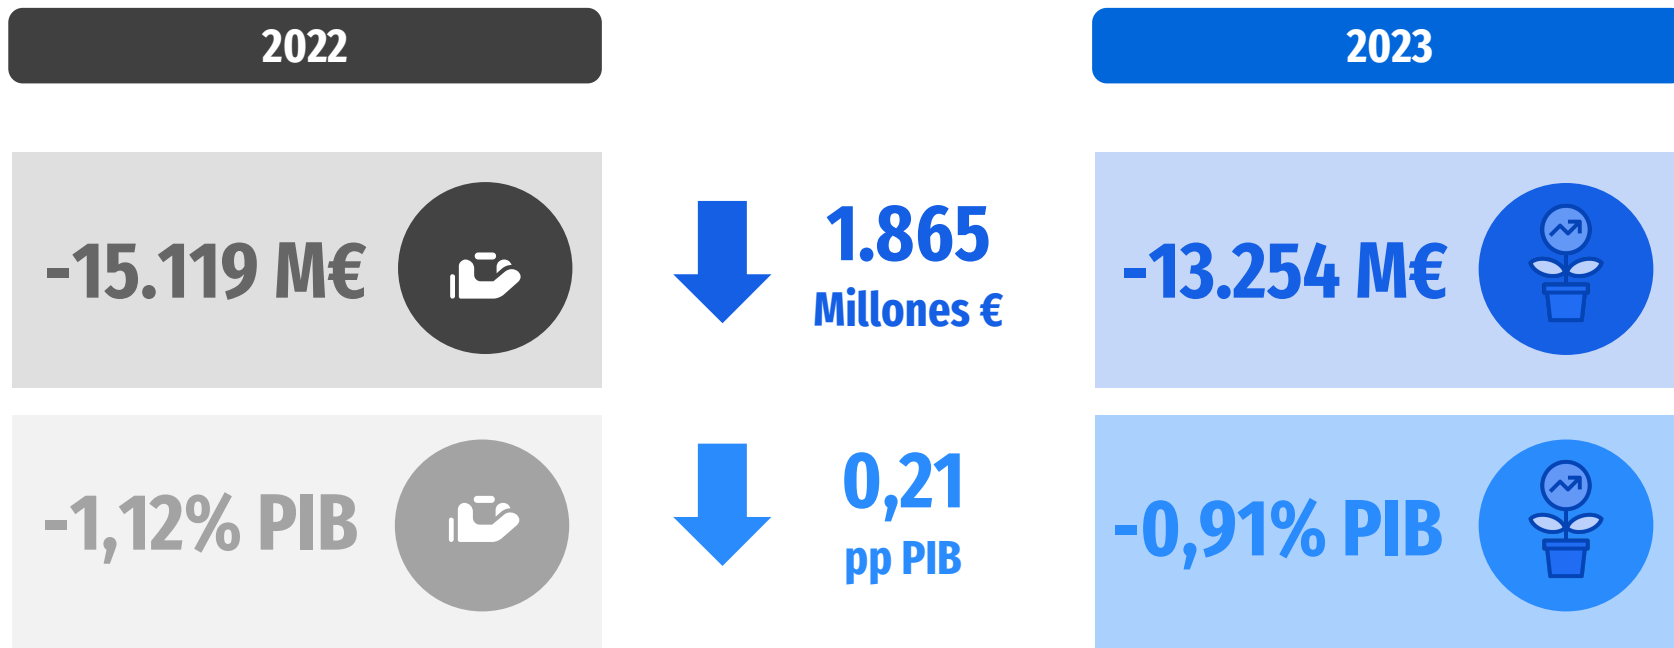 2022
2023
-15.119 M€
1.865
Millones €
-13.254 M€
-1,12% PIB
0,21
pp PIB
-0,91% PIB